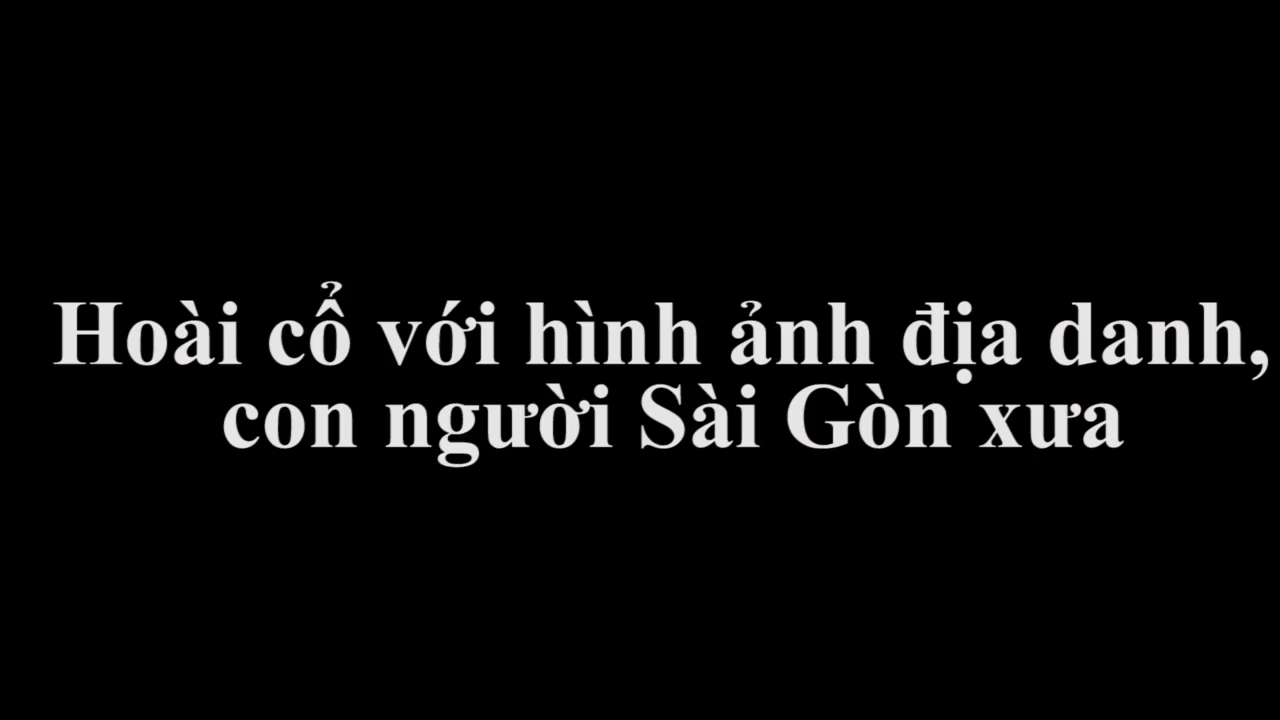 Hoài cổ với hình ảnh địa danh,
con người Sài Gòn xưa